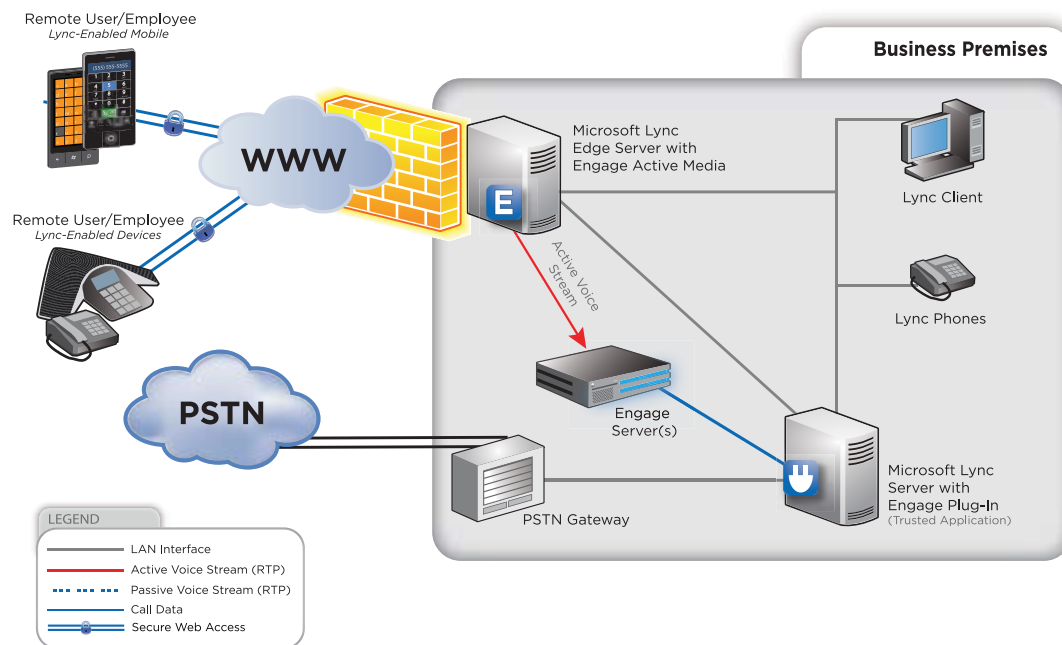 Remote User/Employee
Lync-Enabled Mobile
(555) 555-5555
Business Premises
WWW
Microsoft Lync
Edge Server with
Engage Active Media
E
Lync Client
Remote User/Employee
Lync-Enabled Devices
Active Voice
Stream
Lync Phones
PSTN
Engage
Server(s)
Microsoft Lync
Server with
Engage Plug-In
(Trusted Application)
PSTN Gateway
LEGEND
LAN Interface
Active Voice Stream (RTP)
Passive Voice Stream (RTP)
Call Data
Secure Web Access